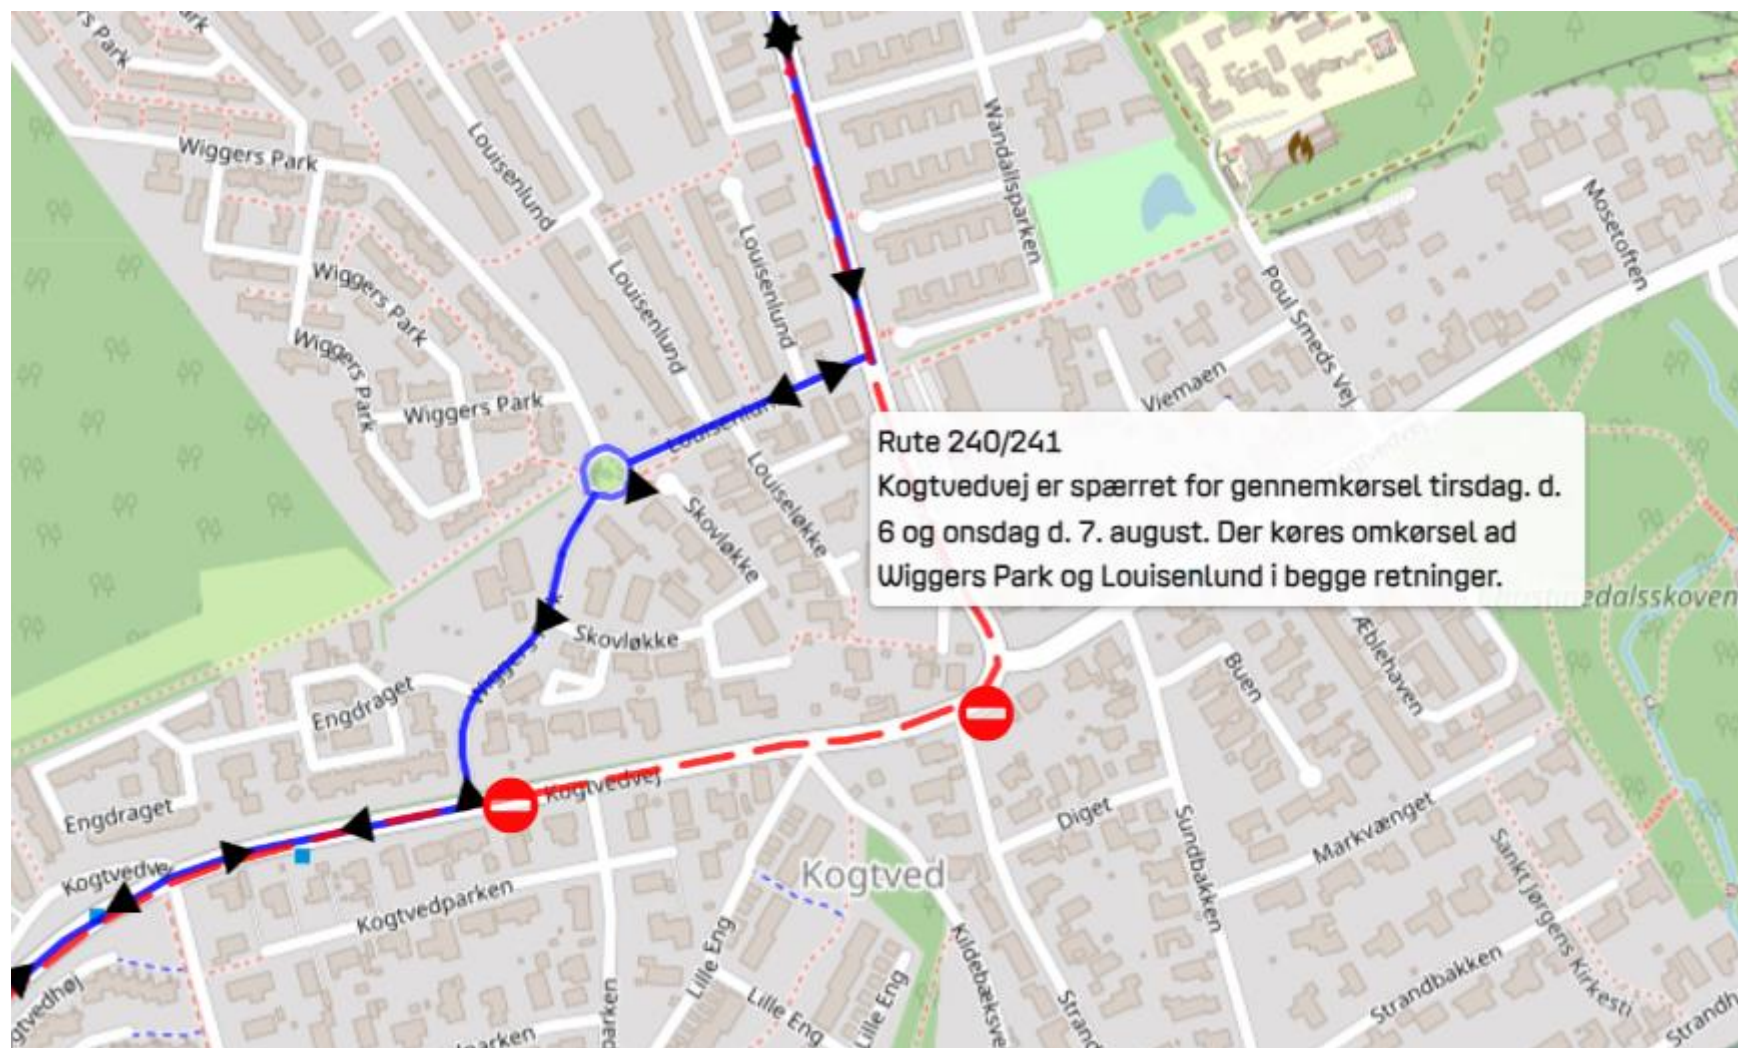 Park
Wiggers Park
Louisenlund
Wandallsparken
Mosetoften
Louisenlund
Louisenlund
Wiggers Park
Poul Smeds Vej
Wiggers Park
Viemaen
Wiggers Park
Louisenlund
Rute 240/241
Kogtvedvej er spærret for gennemkørsel tirsdag. d.
6 og onsdag d. 7. august. Der køres omkørsel ad
Wiggers Park og Louisenlund i begge retninger.
Louiseløkke
Skovløkke
Skovløkke
Æblehaven
Buen
Engdraget
Kogtvedvej
Engdraget
Diget
Sundbakken
Markvænget
Sankt Jørgens Kirkesti
Kogtved
Kogtvedparken
Lille Eng
Lille Eng
Lille Eng
Strandbakken